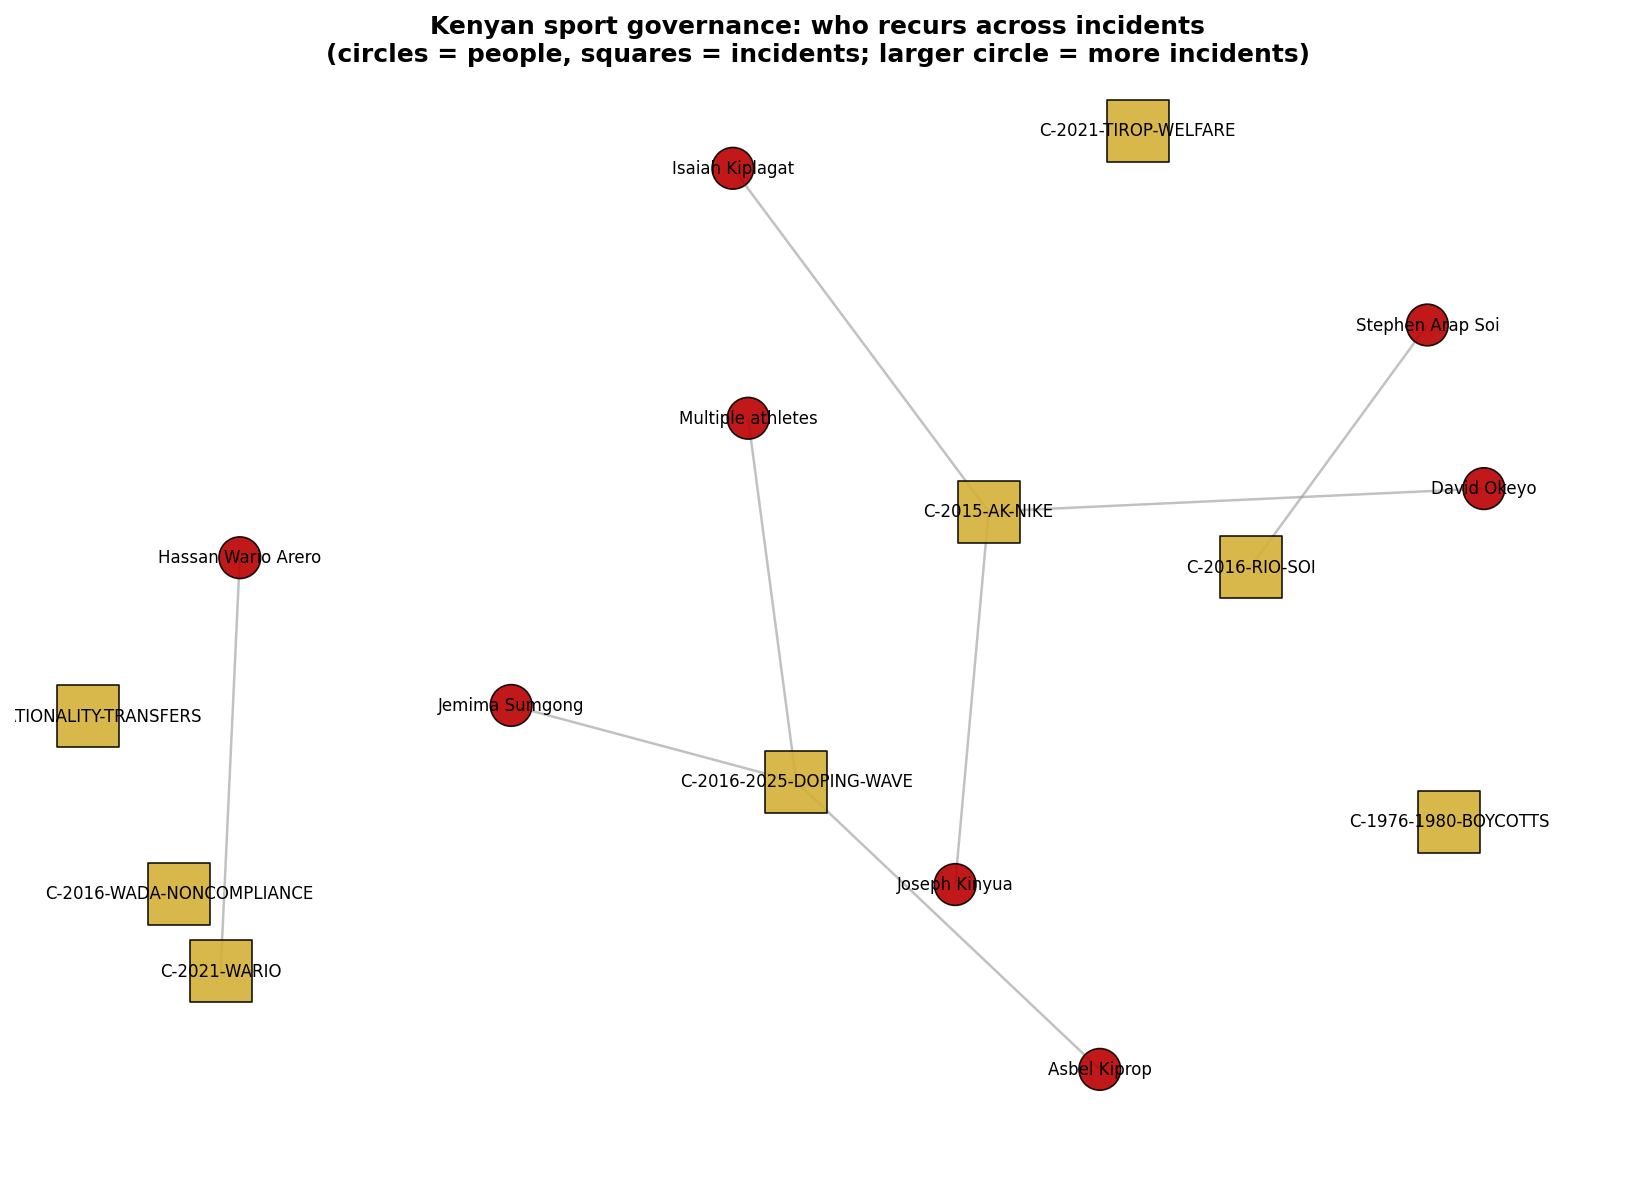 Kenyan sport governance: who recurs across incidents
(circles = people, squares = incidents; larger circle = more incidents)
C-2021-TIROP-WELFARE
Isaiah Kiplagat
Stephen Arap Soi
Multiple athletes
David Okeyo
C-2015-AK-NIKE
Hassan Wario Arero
C-2016-RIO-SOI
Jemima Sumgong
TIONALITY-TRANSFERS
C-2016-2025-DOPING-WAVE
C-1976-1980-BOYCOTTS
Joseph Kinyua
C-2016-WADA-NONCOMPLIANCE
C-2021-WARIO
Asbel Kiprop